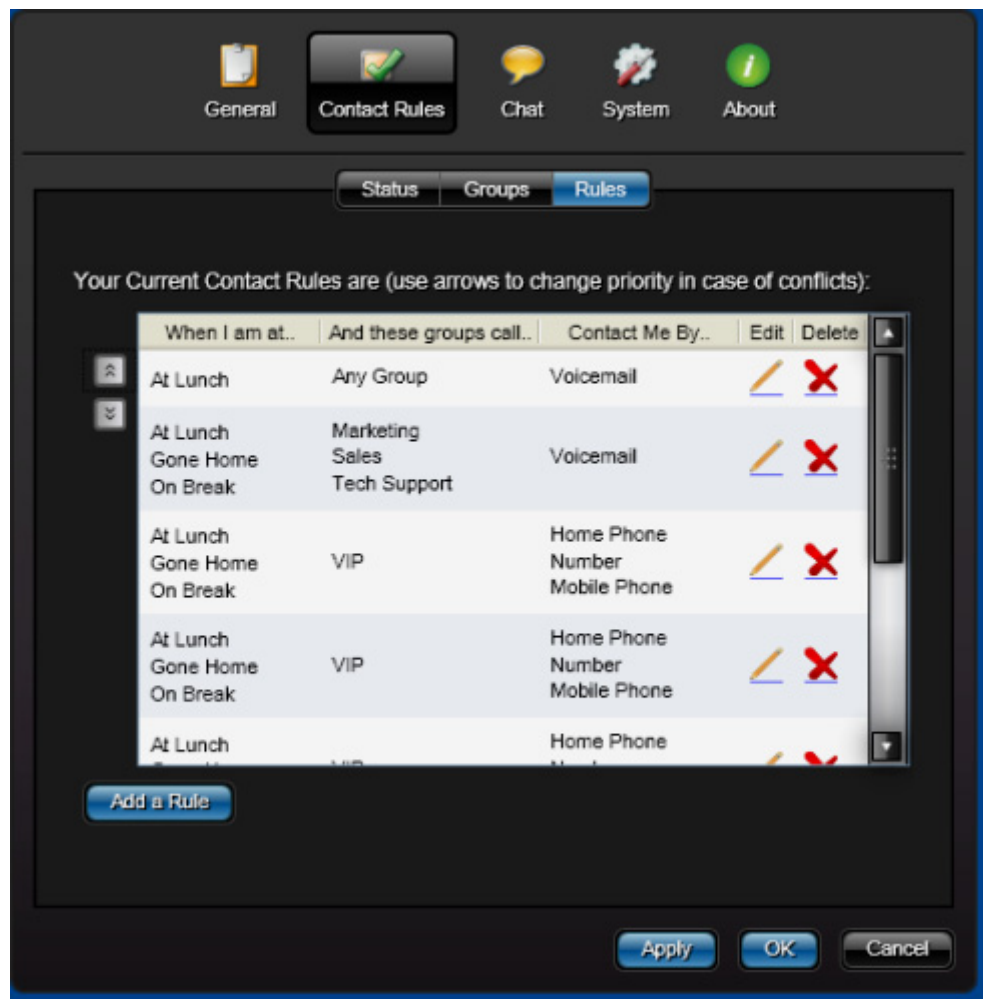 General
Contact Rules
Chat
System
About
Status
Groups
Rules
Your Current Contact Rules are (use arrows to change priority in case of conflicts):
When I am at.. And these groups call.. Contact Me By.. Edit Delete
At Lunch
Any Group
Voicemail
At Lunch
Gone Home
On Break
Marketing
Sales
Tech Support
Voicemail
At Lunch
Gone Home
On Break
VIP
Home Phone
Number
Mobile Phone
At Lunch
Gone Home
On Break
VIP
Home Phone
Number
Mobile Phone
At Lunch
Home Phone
Add a Rule
Apply
OK
Cancel